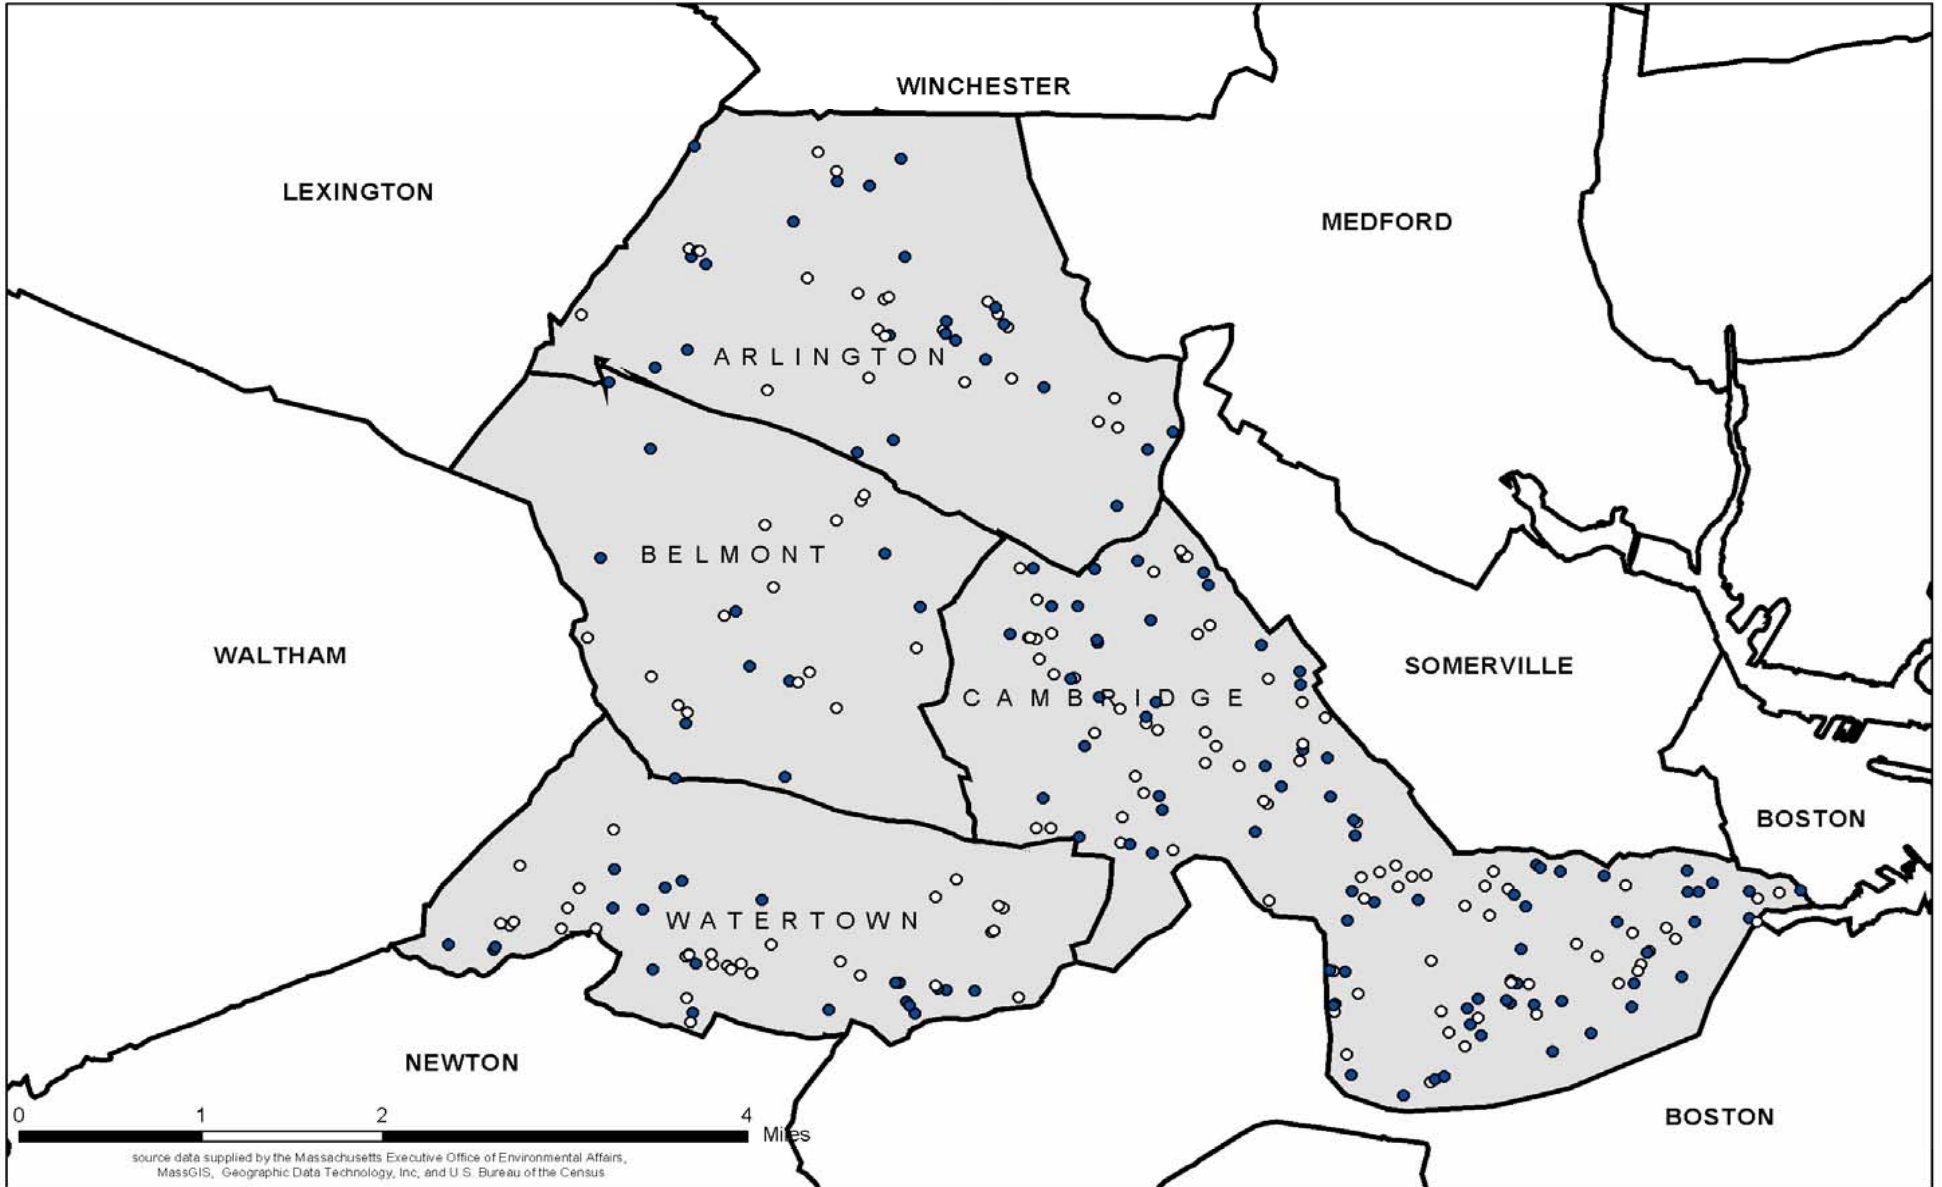 WINCHESTER
LEXINGTON
MEDFORD
ARLINGTON
BELMONT
WALTHAM
SOMERVILLE
CAMBRIDGE
BOSTON
WATERTOWN
NEWTON
0 1 2 4
Miles
BOSTON
source data supplied by the Massachusetts Executive Office of Environmental Affairs,
MassGIS, Geographic Data Technology, Inc, and U.S. Bureau of the Census